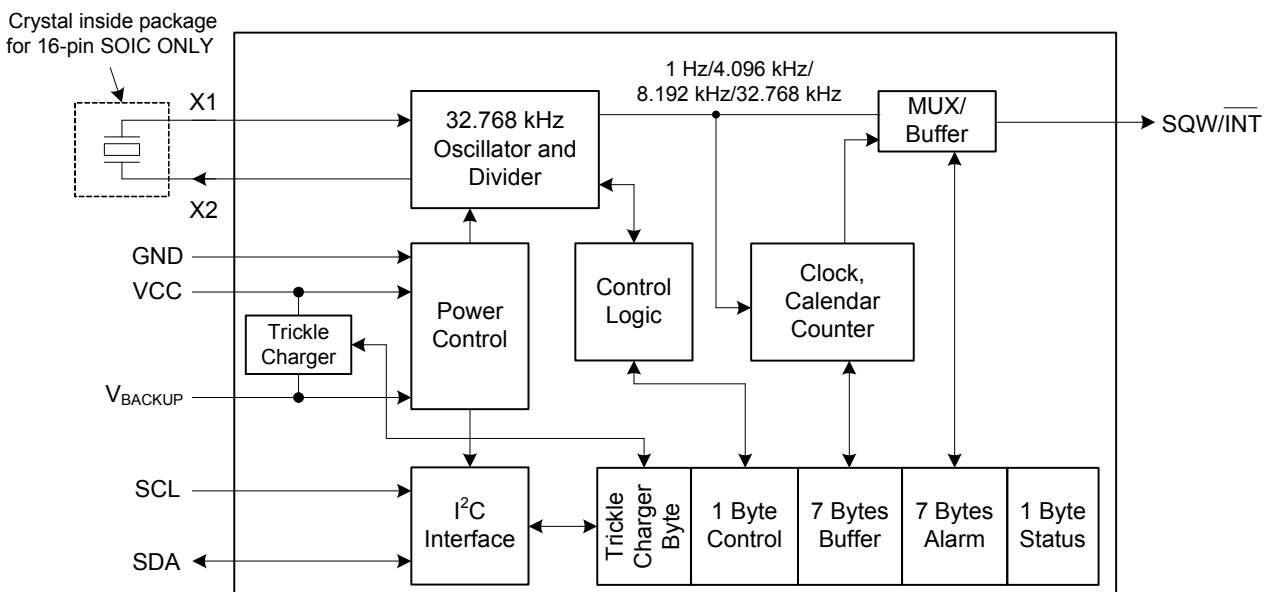 Crystal inside package
for 16-pin SOIC ONLY
X1
X2
1 Hz/4.096 kHz/
8.192 kHz/32.768 kHz
32.768 kHz
Oscillator and
Divider
MUX/
Buffer
SQW/I̅N̅T̅
GND
VCC
Trickle
Charger
V_BACKUP
Power
Control
Control
Logic
Clock,
Calendar
Counter
SCL
SDA
I²C
Interface
Trickle
Charger
Byte
1 Byte
Control
7 Bytes
Buffer
7 Bytes
Alarm
1 Byte
Status